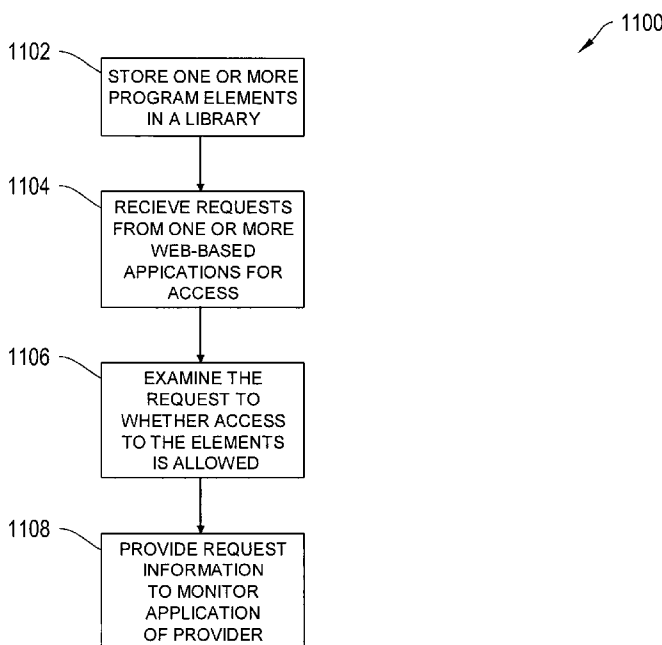 1100
1102
STORE ONE OR MORE
PROGRAM ELEMENTS
IN A LIBRARY
1104
RECIEVE REQUESTS
FROM ONE OR MORE
WEB-BASED
APPICATIONS FOR
ACCESS
1106
EXAMINE THE
REQUEST TO
WHETHER ACCESS
TO THE ELEMENTS
IS ALLOWED
1108
PROVIDE REQUEST
INFORMATION
TO MONITOR
APPLICATION
OF PROVIDER